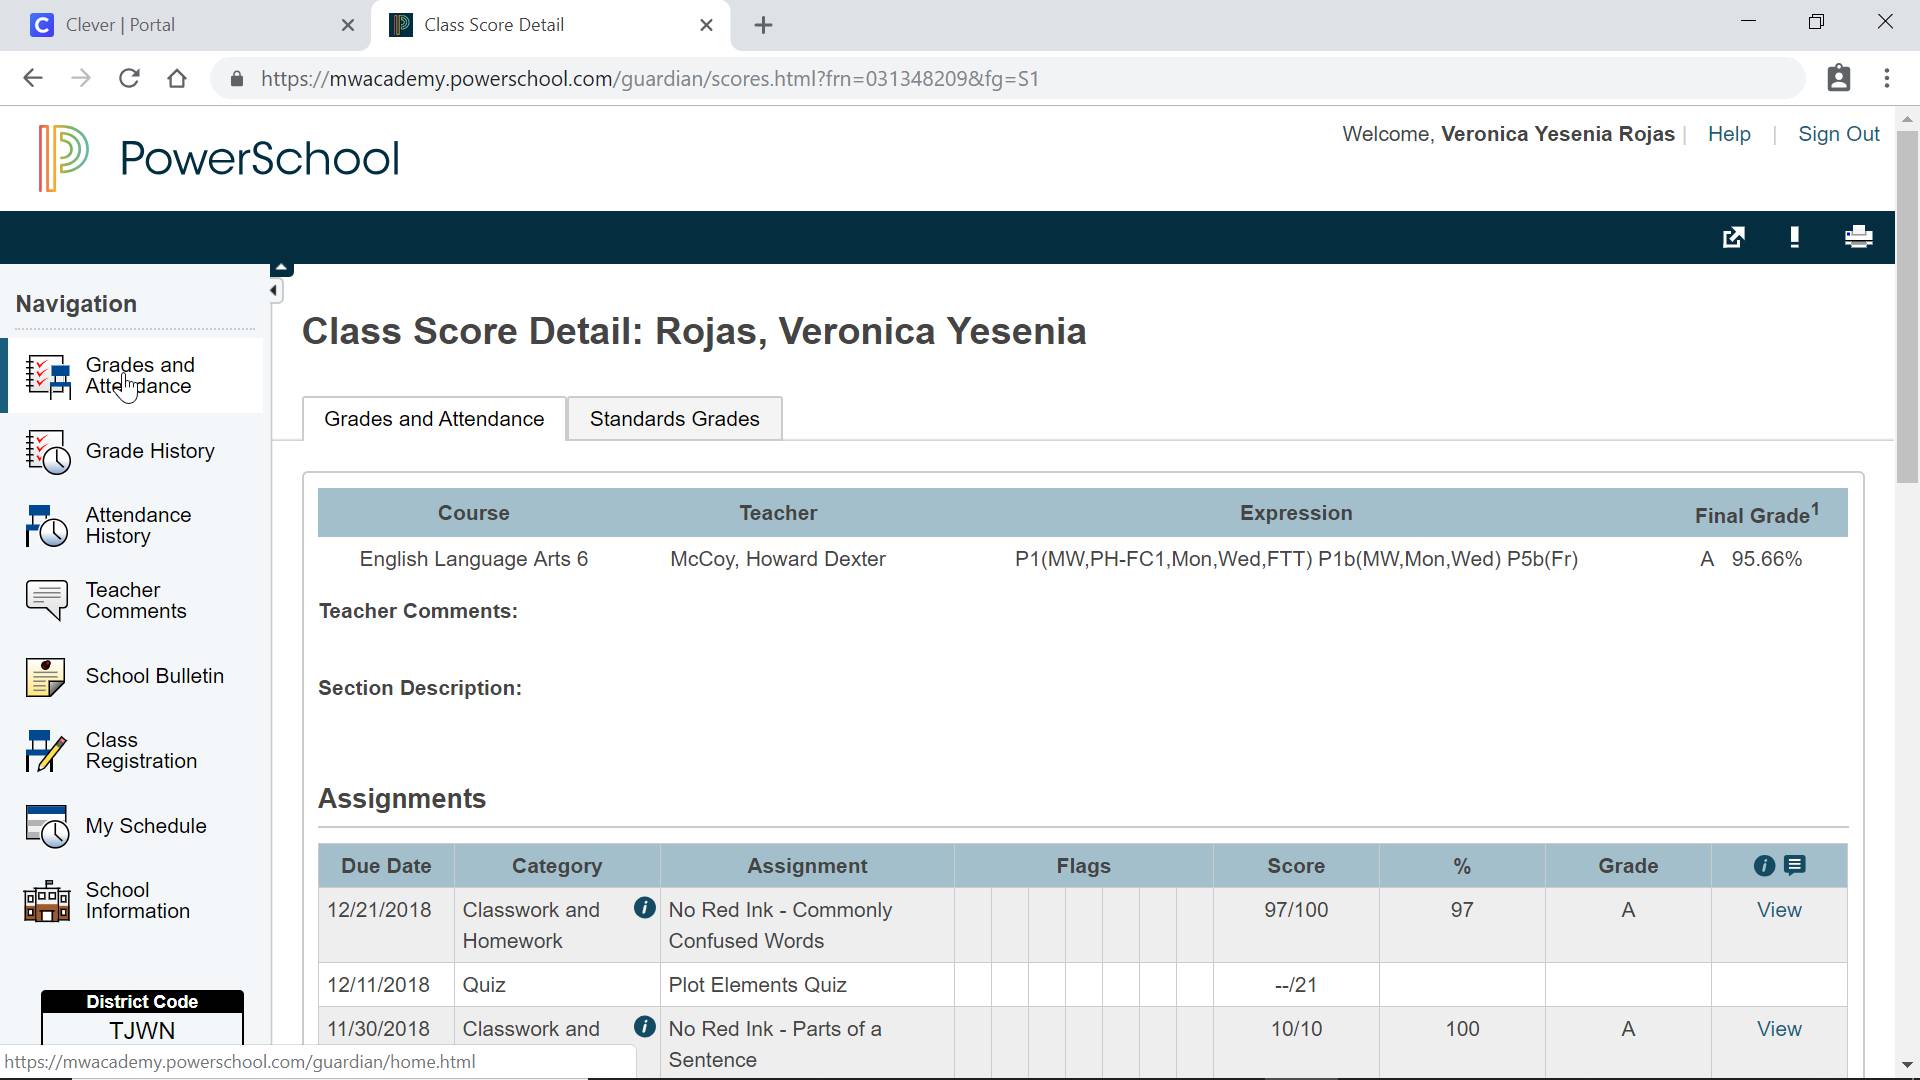 Clever | Portal
Class Score Detail
https://mwacademy.powerschool.com/guardian/scores.html?frn=031348209&fg=S1
PowerSchool
Welcome, Veronica Yesenia Rojas | Help | Sign Out
Navigation
Grades and
Attendance
Grade History
Attendance
History
Teacher
Comments
School Bulletin
Class
Registration
My Schedule
School
Information
District Code
TJWN
https://mwacademy.powerschool.com/guardian/home.html
Class Score Detail: Rojas, Veronica Yesenia
Grades and Attendance
Standards Grades
Course Teacher Expression Final Grade1
English Language Arts 6 McCoy, Howard Dexter P1(MW,PH-FC1,Mon,Wed,FTT) P1b(MW,Mon,Wed) P5b(Fr) A 95.66%
Teacher Comments:
Section Description:
Assignments
Due Date Category Assignment Flags Score % Grade
12/21/2018 Classwork and No Red Ink - Commonly 97/100 97 A View
Homework Confused Words
12/11/2018 Quiz Plot Elements Quiz --/21
11/30/2018 Classwork and No Red Ink - Parts of a 10/10 100 A View
Sentence